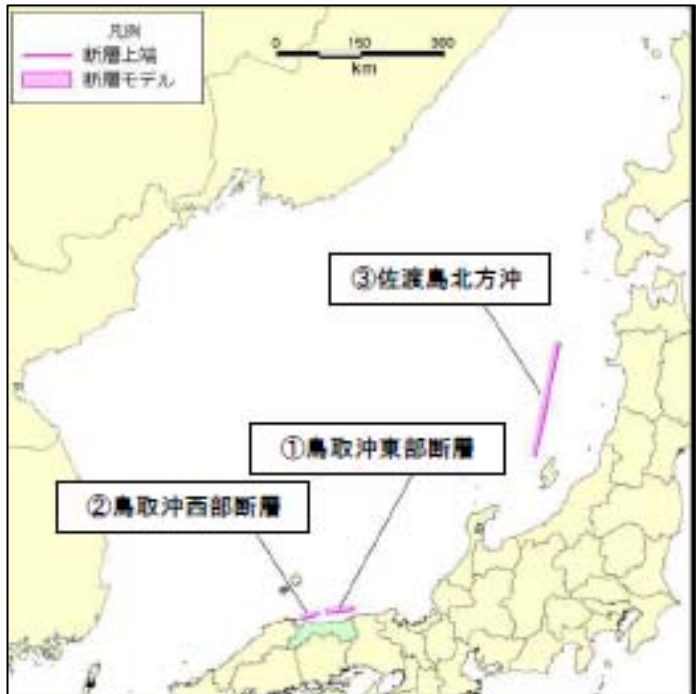 凡例
断層上端
断層モデル
0 150 300
km
③佐渡島北方沖
①鳥取沖東部断層
②鳥取沖西部断層